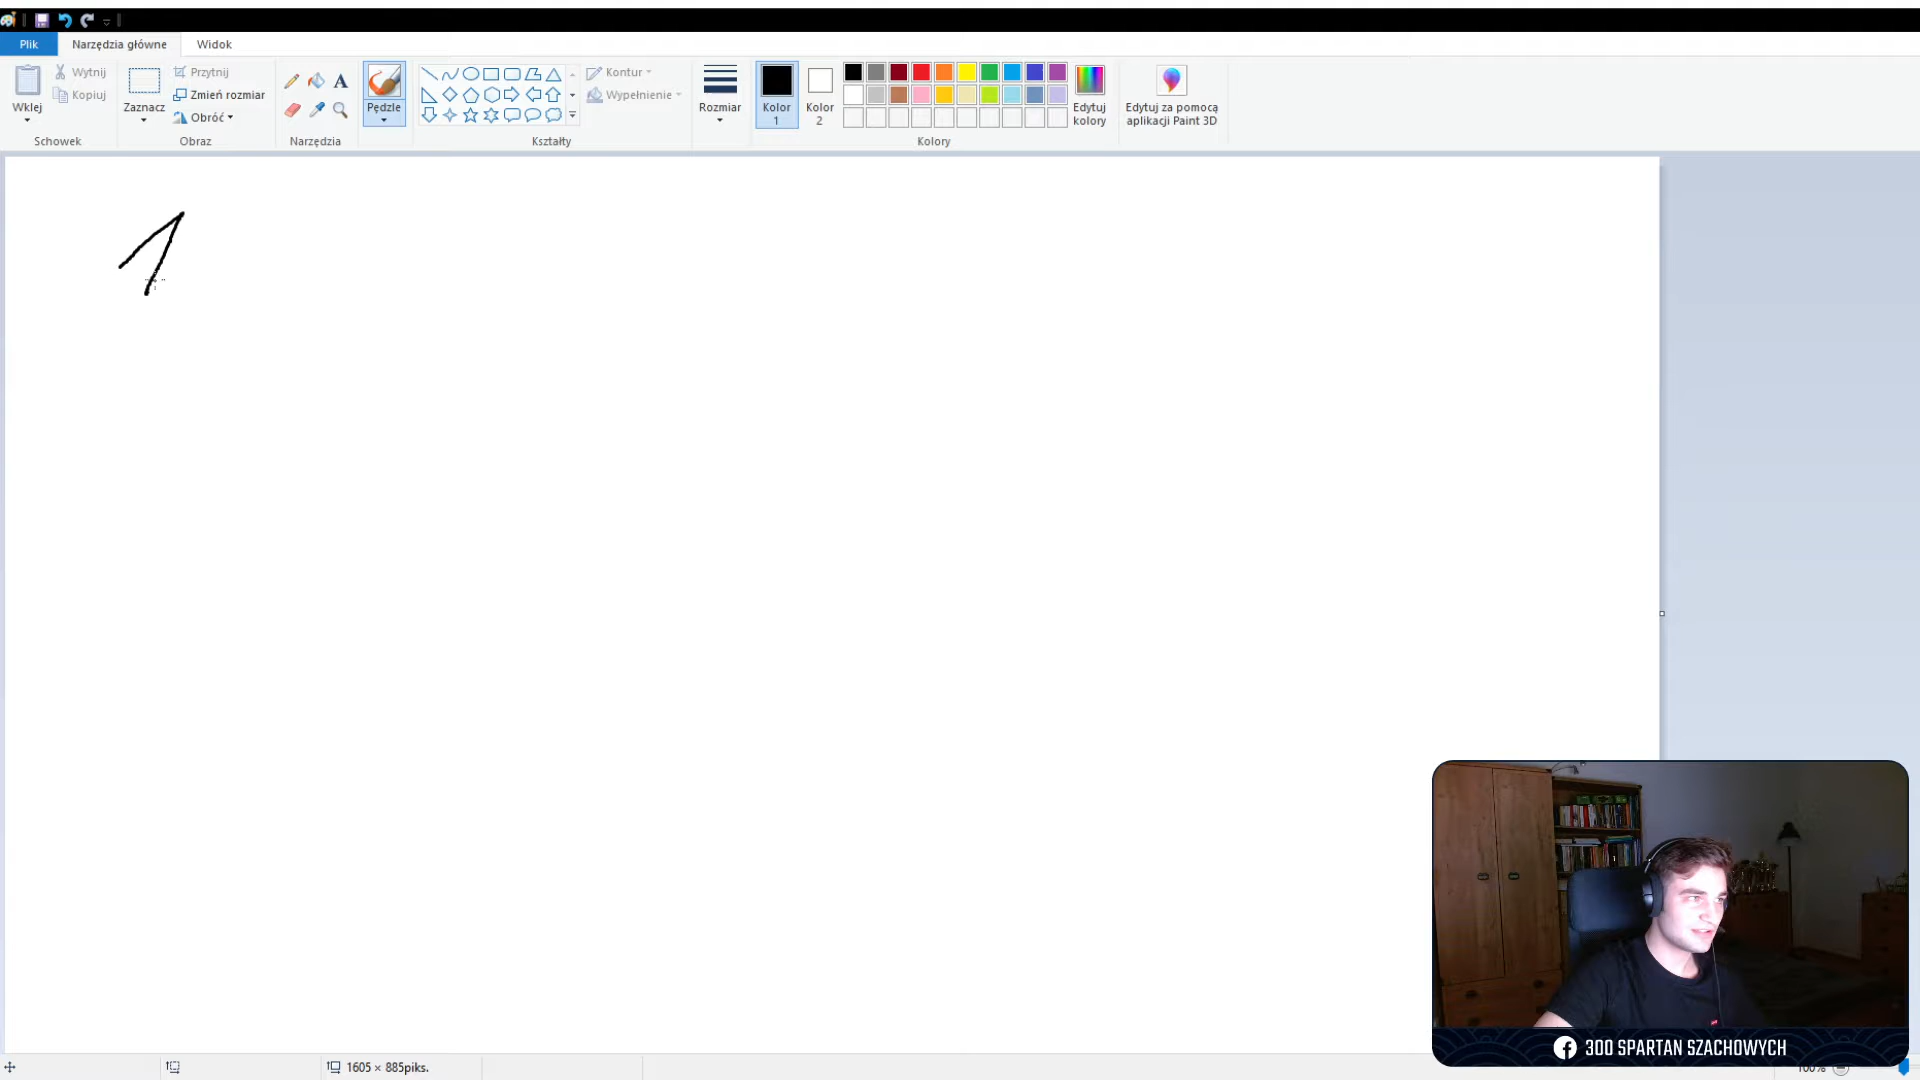 Plik Narzędzia główne Widok
Wklej
Wytnij
Kopiuj
Schowek
Zaznacz
Przytnij
Zmień rozmiar
Obróć
Obraz
A
Narzędzia
Pędzle
Kształty
Kontur
Wypełnienie
Rozmiar
Kolor
1
Kolor
2
Edytuj
kolory
Kolory
Edytuj za pomocą
aplikacji Paint 3D
1
300 SPARTAN SZACHOWYCH
1605 × 885piks.
100%